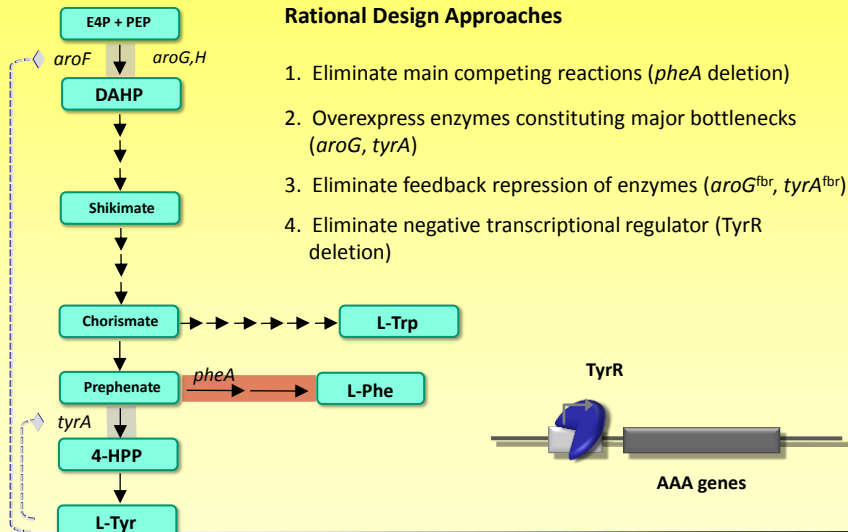 Rational Design Approaches
1. Eliminate main competing reactions (pheA deletion)
2. Overexpress enzymes constituting major bottlenecks
(aroG, tyrA)
3. Eliminate feedback repression of enzymes (aroGfbr, tyrAfbr)
4. Eliminate negative transcriptional regulator (TyrR
deletion)
E4P + PEP
aroF
aroG,H
DAHP
Shikimate
Chorismate
L-Trp
Prephenate
pheA
L-Phe
tyrA
4-HPP
L-Tyr
TyrR
AAA genes